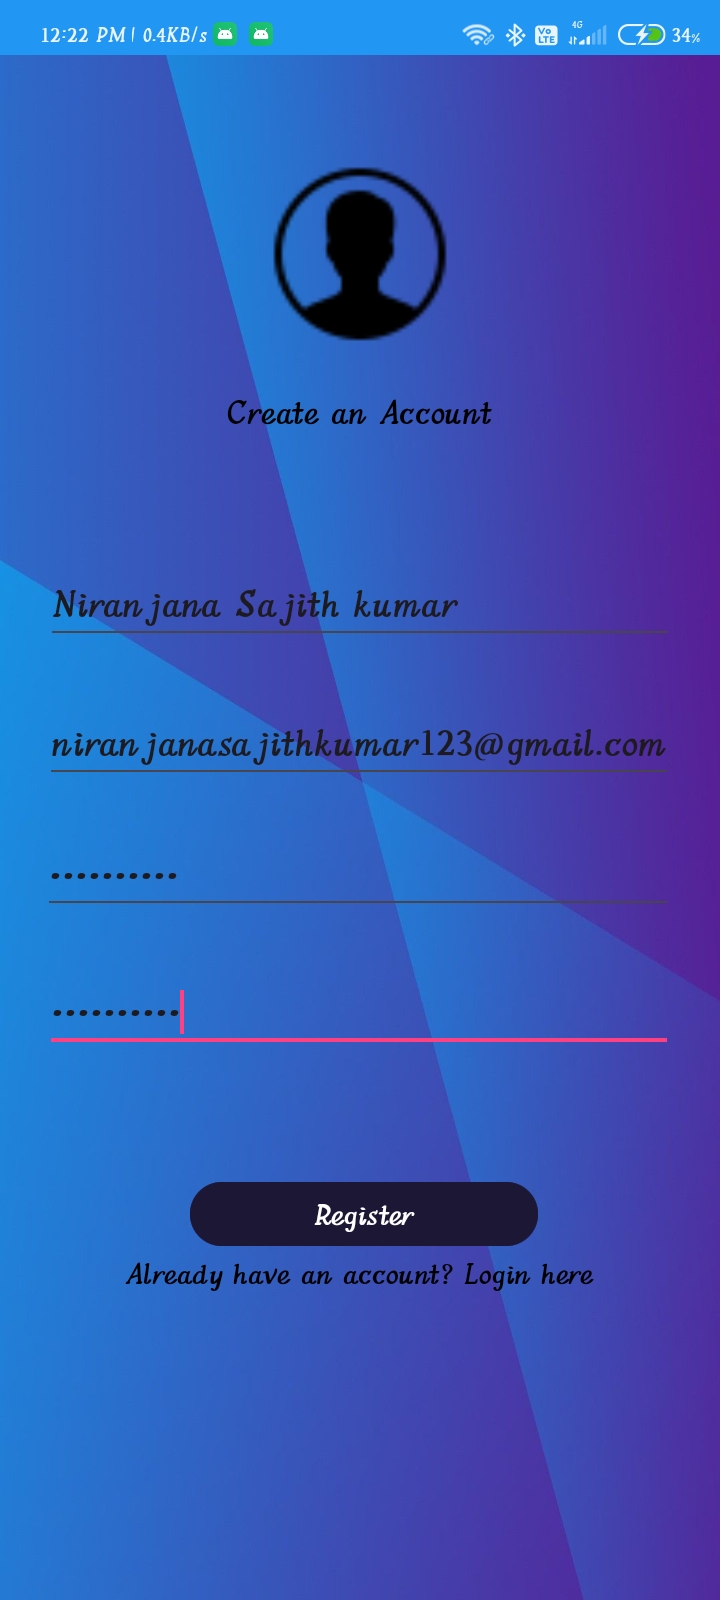 12:22 PM | 0.4KB/s 4G Vo LTE 34%
Create an Account
Niranjana Sajith kumar
niranjanasajithkumar123@gmail.com
••••••••••
••••••••••
Register
Already have an account? Login here